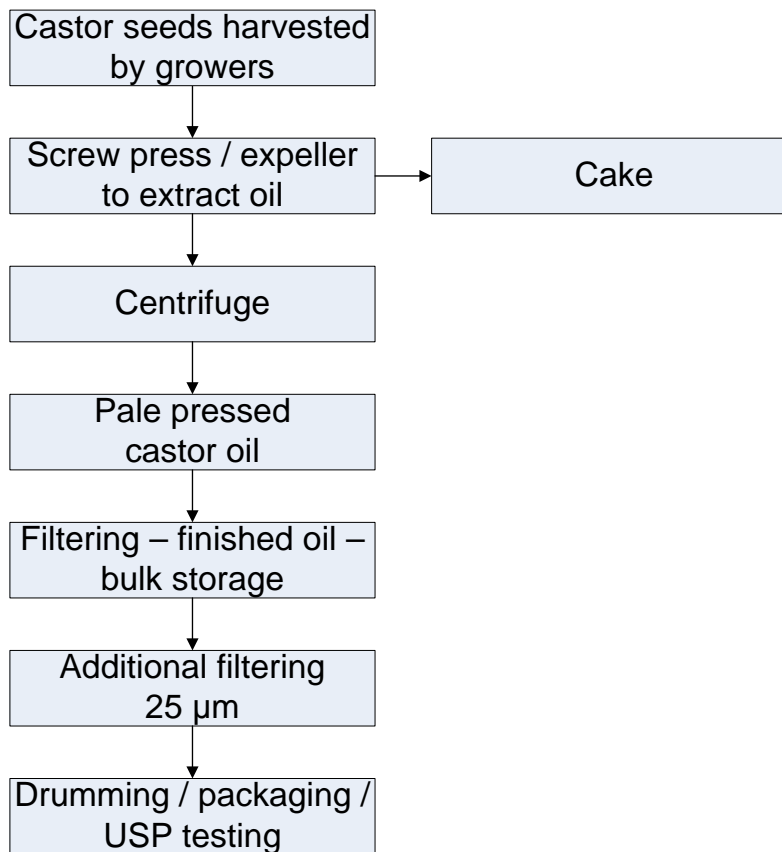 Castor seeds harvested
by growers
Screw press / expeller
to extract oil
Cake
Centrifuge
Pale pressed
castor oil
Filtering – finished oil –
bulk storage
Additional filtering
25 µm
Drumming / packaging /
USP testing